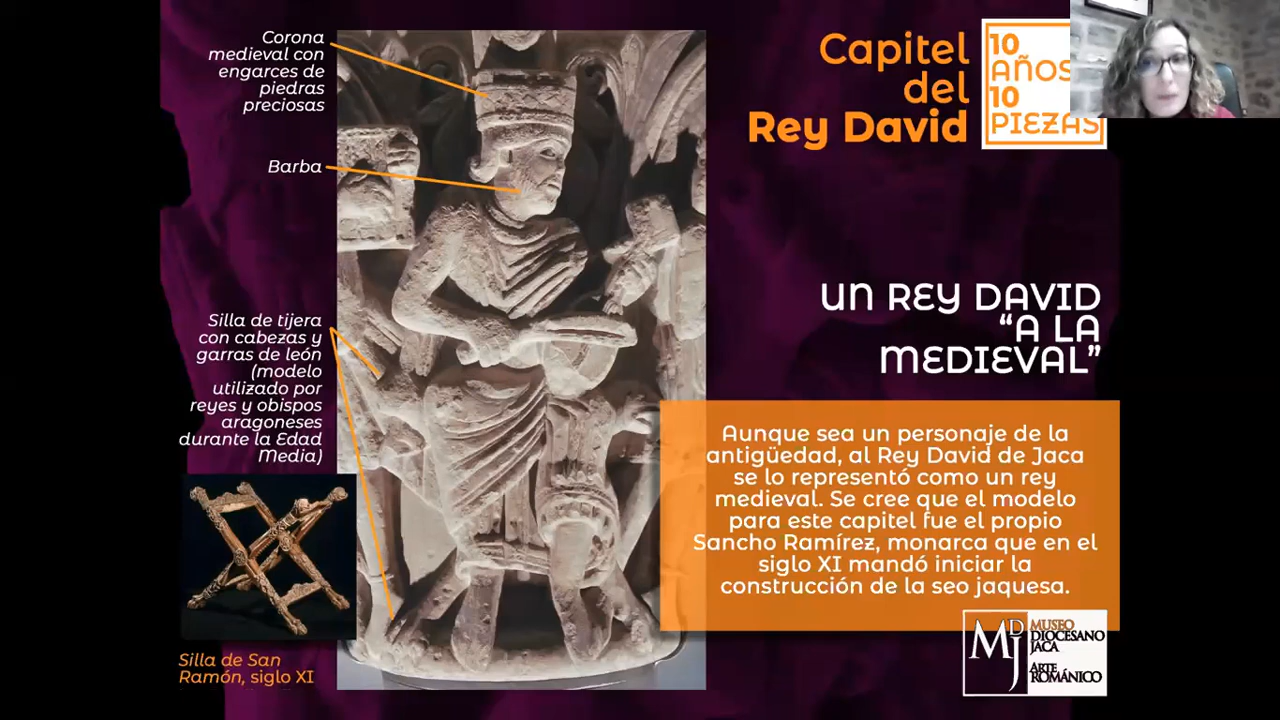 Corona
medieval con
engarces de
piedras
preciosas
Barba
Silla de tijera
con cabezas y
garras de león
(modelo
utilizado por
reyes y obispos
aragoneses
durante la Edad
Media)
Silla de San
Ramón, siglo XI
Capitel
del
Rey David
10
AÑOS
10
PIEZAS
UN REY DAVID
“A LA
MEDIEVAL”
Aunque sea un personaje de la
antigüedad, al Rey David de Jaca
se lo representó como un rey
medieval. Se cree que el modelo
para este capitel fue el propio
Sancho Ramírez, monarca que en el
siglo XI mandó iniciar la
construcción de la seo jaquesa.
MDJ
MUSEO
DIOCESANO
JACA
ARTE
ROMÁNICO